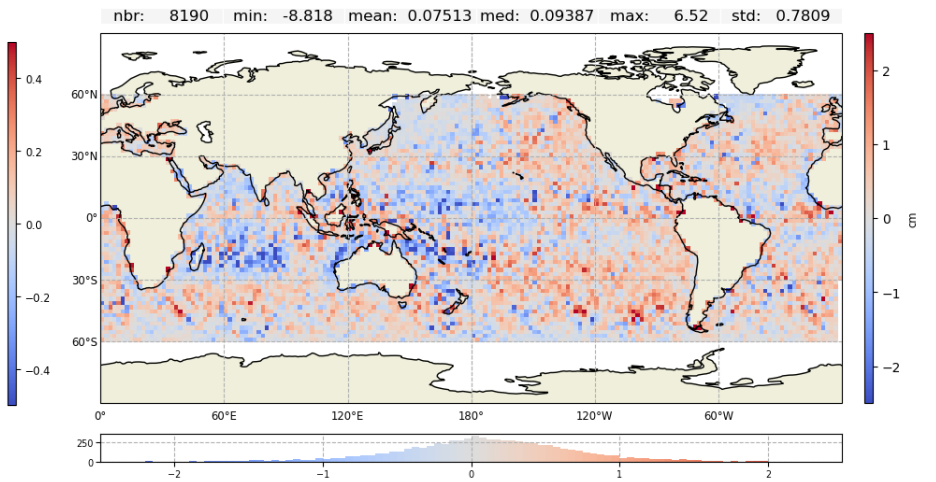 nbr: 8190 min: -8.818 mean: 0.07513 med: 0.09387 max: 6.52 std: 0.7809
0.4
0.2
0.0
−0.2
−0.4
60°N
30°N
0°
30°S
60°S
0° 60°E 120°E 180° 120°W 60°W
2
1
0
−1
−2
cm
250
0
−2 −1 0 1 2